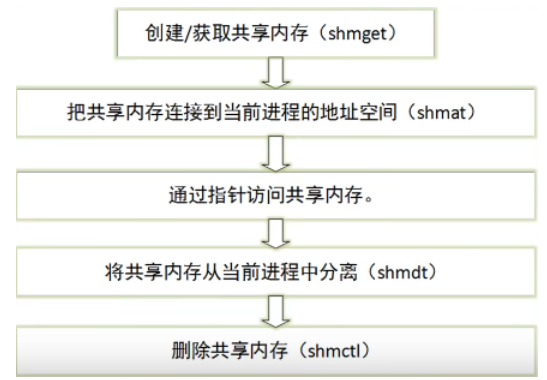 创建/获取共享内存（shmget）
把共享内存连接到当前进程的地址空间（shmat）
通过指针访问共享内存。
将共享内存从当前进程中分离（shmdt）
删除共享内存（shmctl）